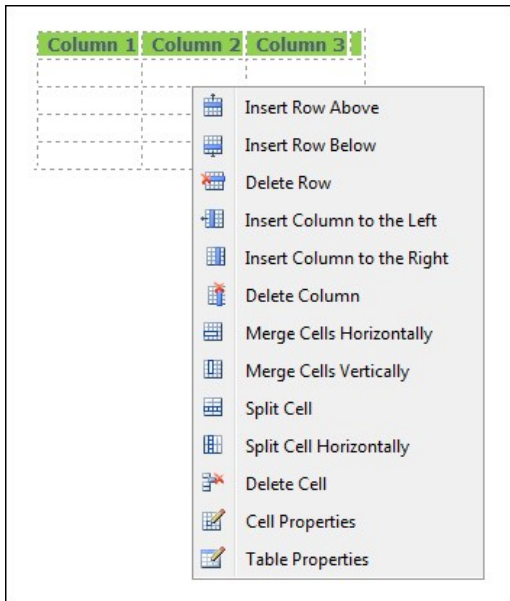 Column 1 Column 2 Column 3
Insert Row Above
Insert Row Below
Delete Row
Insert Column to the Left
Insert Column to the Right
Delete Column
Merge Cells Horizontally
Merge Cells Vertically
Split Cell
Split Cell Horizontally
Delete Cell
Cell Properties
Table Properties